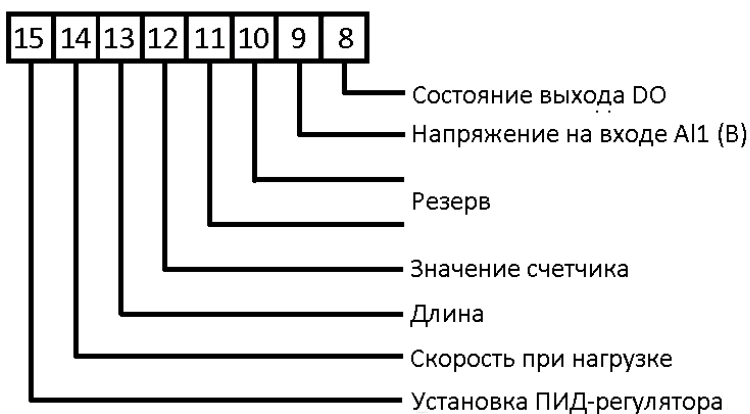 15 14 13 12 11 10 9 8
Состояние выхода DO
Напряжение на входе Al1 (В)
Резерв
Значение счетчика
Длина
Скорость при нагрузке
Установка ПИД-регулятора